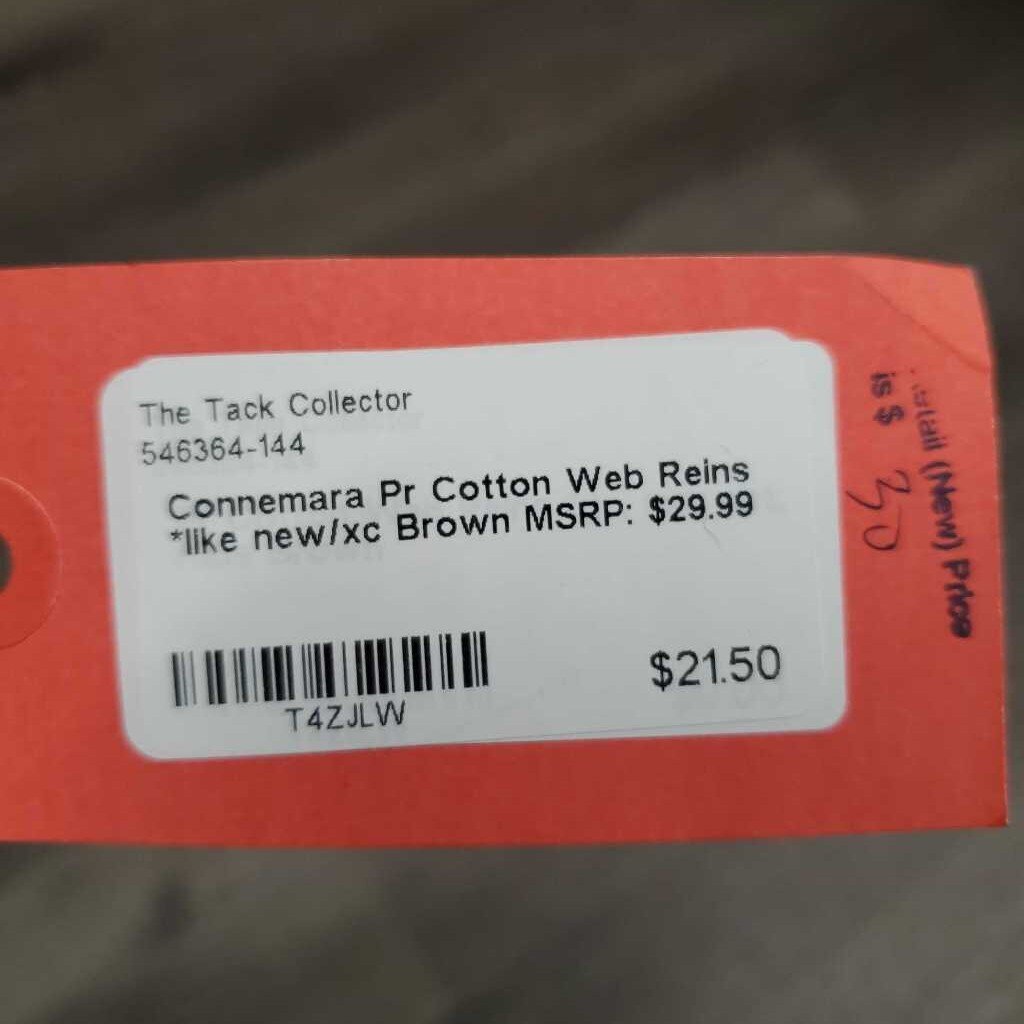 The Tack Collector
546364-144
Connemara Pr Cotton Web Reins
*like new/xc Brown MSRP: $29.99
T4ZJLW
$21.50
(New) Price
is $ 30